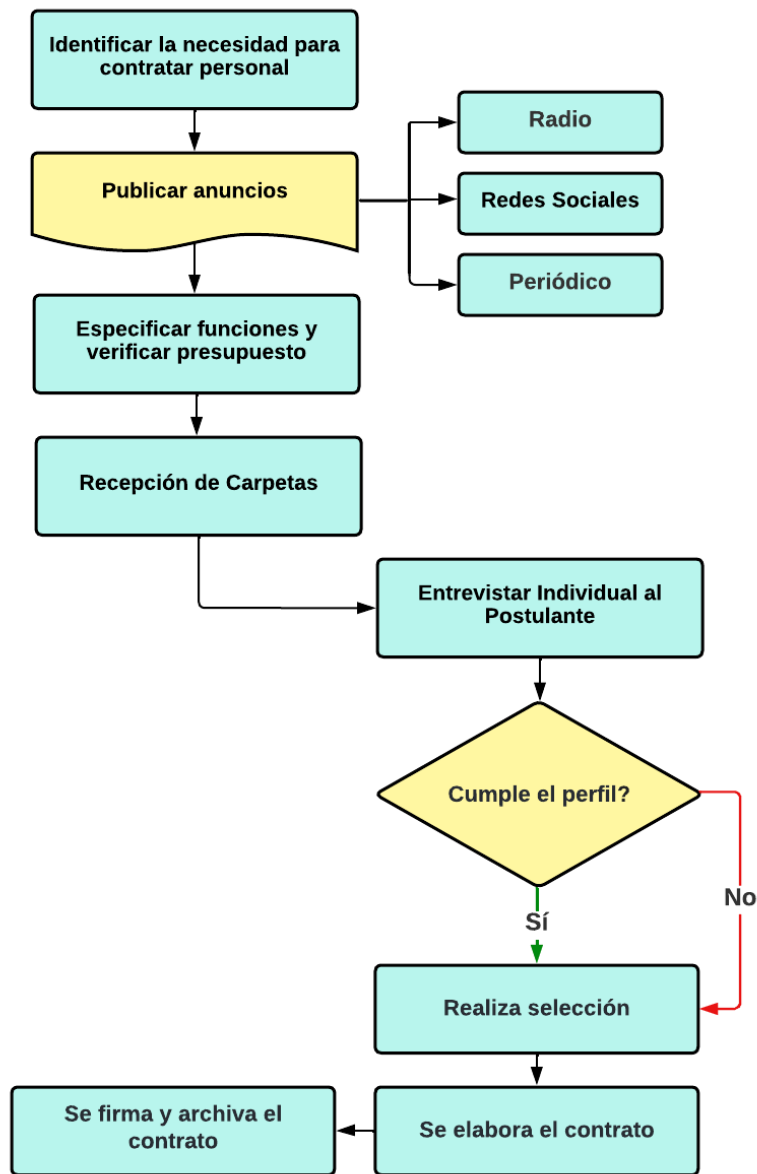 Identificar la necesidad para
contratar personal
Radio
Publicar anuncios
Redes Sociales
Periódico
Especificar funciones y
verificar presupuesto
Recepción de Carpetas
Entrevistar Individual al
Postulante
Cumple el perfil?
No
Sí
Realiza selección
Se elabora el contrato
Se firma y archiva el
contrato